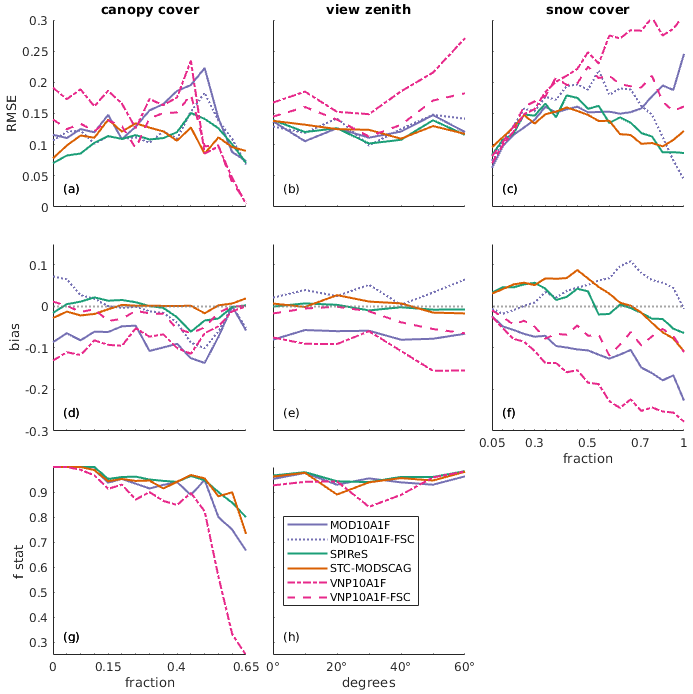 canopy cover view zenith snow cover
0.3
0.25
0.2
0.15
0.1
0.05
0
RMSE
(a) (b) (c)
0.1
0
-0.1
-0.2
-0.3
bias
(d) (e) (f)
0.05 0.3 0.5 0.7 1
fraction
0.9
0.8
0.7
0.6
0.5
0.4
0.3
f stat
MOD10A1F
MOD10A1F-FSC
SPIReS
STC-MODSCAG
VNP10A1F
VNP10A1F-FSC
(g) (h)
0 0.15 0.4 0.65 0° 20° 40° 60°
fraction degrees